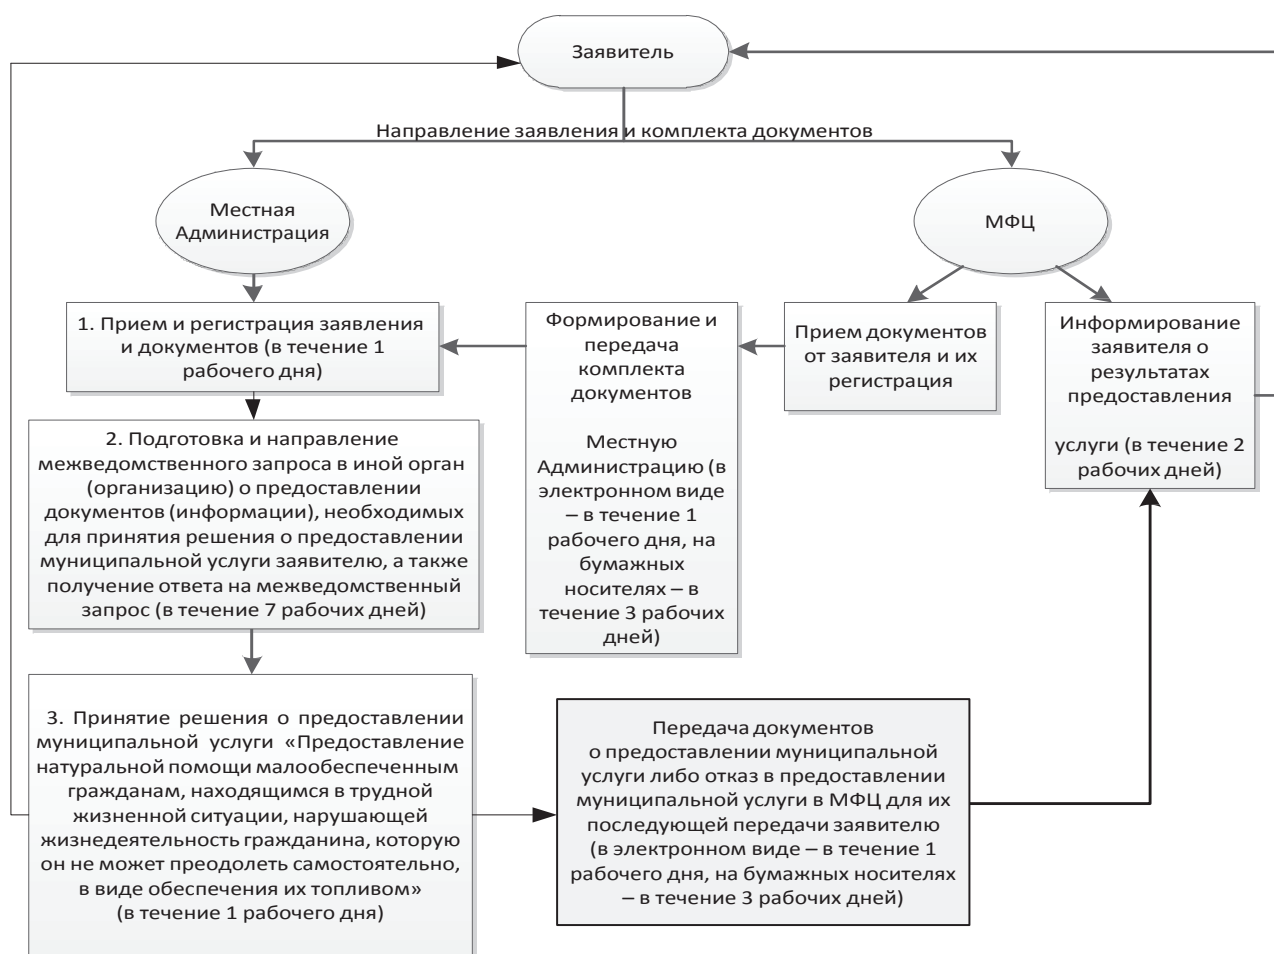 Заявитель
Направление заявления и комплекта документов
Местная
Администрация
МФЦ
1. Прием и регистрация заявления
и документов (в течение 1
рабочего дня)
Формирование и
передача
комплекта
документов
Местную
Администрацию (в
электронном виде
– в течение 1
рабочего дня, на
бумажных
носителях – в
течение 3 рабочих
дней)
Прием документов
от заявителя и их
регистрация
Информирование
заявителя о
результатах
предоставления
услуги (в течение 2
рабочих дней)
2. Подготовка и направление
межведомственного запроса в иной орган
(организацию) о предоставлении
документов (информации), необходимых
для принятия решения о предоставлении
муниципальной услуги заявителю, а также
получение ответа на межведомственный
запрос (в течение 7 рабочих дней)
3. Принятие решения о предоставлении
муниципальной услуги «Предоставление
натуральной помощи малообеспеченным
гражданам, находящимся в трудной
жизненной ситуации, нарушающей
жизнедеятельность гражданина, которую
он не может преодолеть самостоятельно,
в виде обеспечения их топливом»
(в течение 1 рабочего дня)
Передача документов
о предоставлении муниципальной
услуги либо отказ в предоставлении
муниципальной услуги в МФЦ для их
последующей передачи заявителю
(в электронном виде – в течение 1
рабочего дня, на бумажных носителях
– в течение 3 рабочих дней)